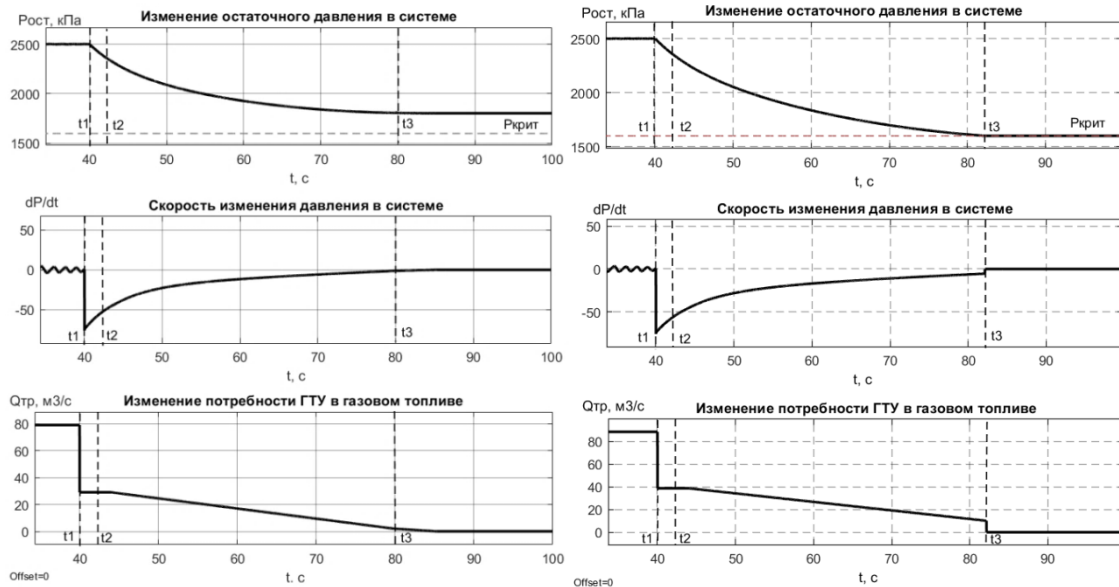 Рост, кПа
Изменение остаточного давления в системе
2500
2000
1500
t1
t2
t3
Ркрит
40
50
60
70
80
90
100
t, с
dP/dt
Скорость изменения давления в системе
50
0
-50
t1
t2
t3
40
50
60
70
80
90
100
t, с
Qтр, м3/с
Изменение потребности ГТУ в газовом топливе
80
60
40
20
0
t1
t2
t3
40
50
60
70
80
90
100
Offset=0
t. с
Рост, кПа
Изменение остаточного давления в системе
2500
2000
1500
t1
t2
t3
Ркрит
40
50
60
70
80
90
t, с
dP/dt
Скорость изменения давления в системе
50
0
-50
t1
t2
t3
40
50
60
70
80
90
t, с
Qтр, м3/с
Изменение потребности ГТУ в газовом топливе
80
60
40
20
0
t1
t2
t3
40
50
60
70
80
90
Offset=0
t, с